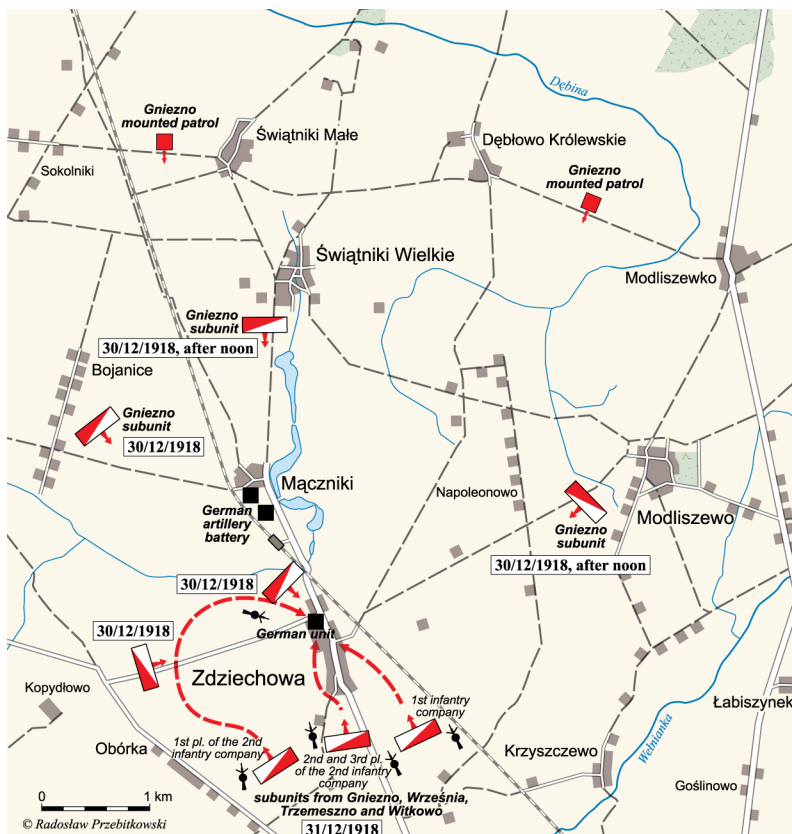 Dębina
Gniezno
mounted patrol
Świątniki Małe
Dębłowo Królewskie
Sokolniki
Gniezno
mounted patrol
Świątniki Wielkie
Modliszewko
Gniezno
subunit
30/12/1918, after noon
Bojanice
Gniezno
subunit
30/12/1918
Mączniki
Napoleonowo
German
artillery
battery
Modliszewo
Gniezno
subunit
30/12/1918, after noon
30/12/1918
30/12/1918
German unit
Zdziechowa
Kopydłowo
1st infantry
company
Łabiszynek
Wełnianka
Obórka
1st pl. of the 2nd
infantry company
2nd and 3rd pl.
of the 2nd infantry
company
Krzyszczewo
Goślinowo
subunits from Gniezno, Września,
Trzemeszno and Witkowo
31/12/1918
0 1 km
© Radosław Przebitkowski